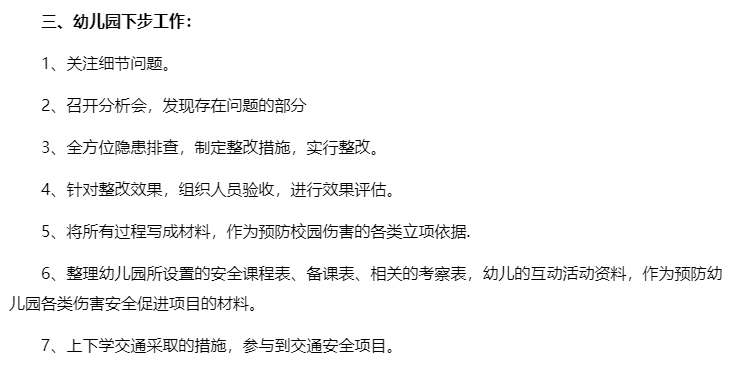 三、幼儿园下步工作：
1、关注细节问题。
2、召开分析会，发现存在问题的部分
3、全方位隐患排查，制定整改措施，实行整改。
4、针对整改效果，组织人员验收，进行效果评估。
5、将所有过程写成材料，作为预防校园伤害的各类立项依据.
6、整理幼儿园所设置的安全课程表、备课表、相关的考察表，幼儿的互动活动资料，作为预防幼
儿园各类伤害安全促进项目的材料。
7、上下学交通采取的措施，参与到交通安全项目。